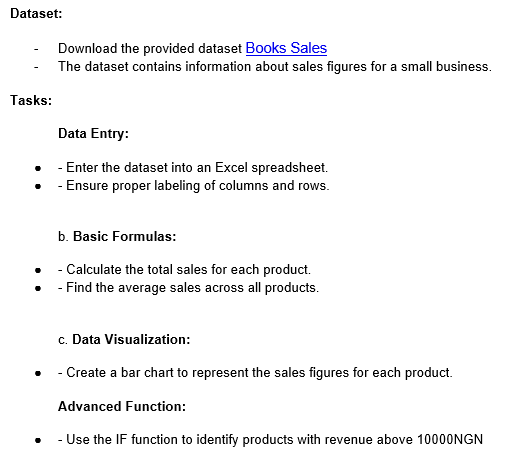 Dataset:
- Download the provided dataset Books Sales
- The dataset contains information about sales figures for a small business.
Tasks:
Data Entry:
● - Enter the dataset into an Excel spreadsheet.
● - Ensure proper labeling of columns and rows.
b. Basic Formulas:
● - Calculate the total sales for each product.
● - Find the average sales across all products.
c. Data Visualization:
● - Create a bar chart to represent the sales figures for each product.
Advanced Function:
● - Use the IF function to identify products with revenue above 10000NGN